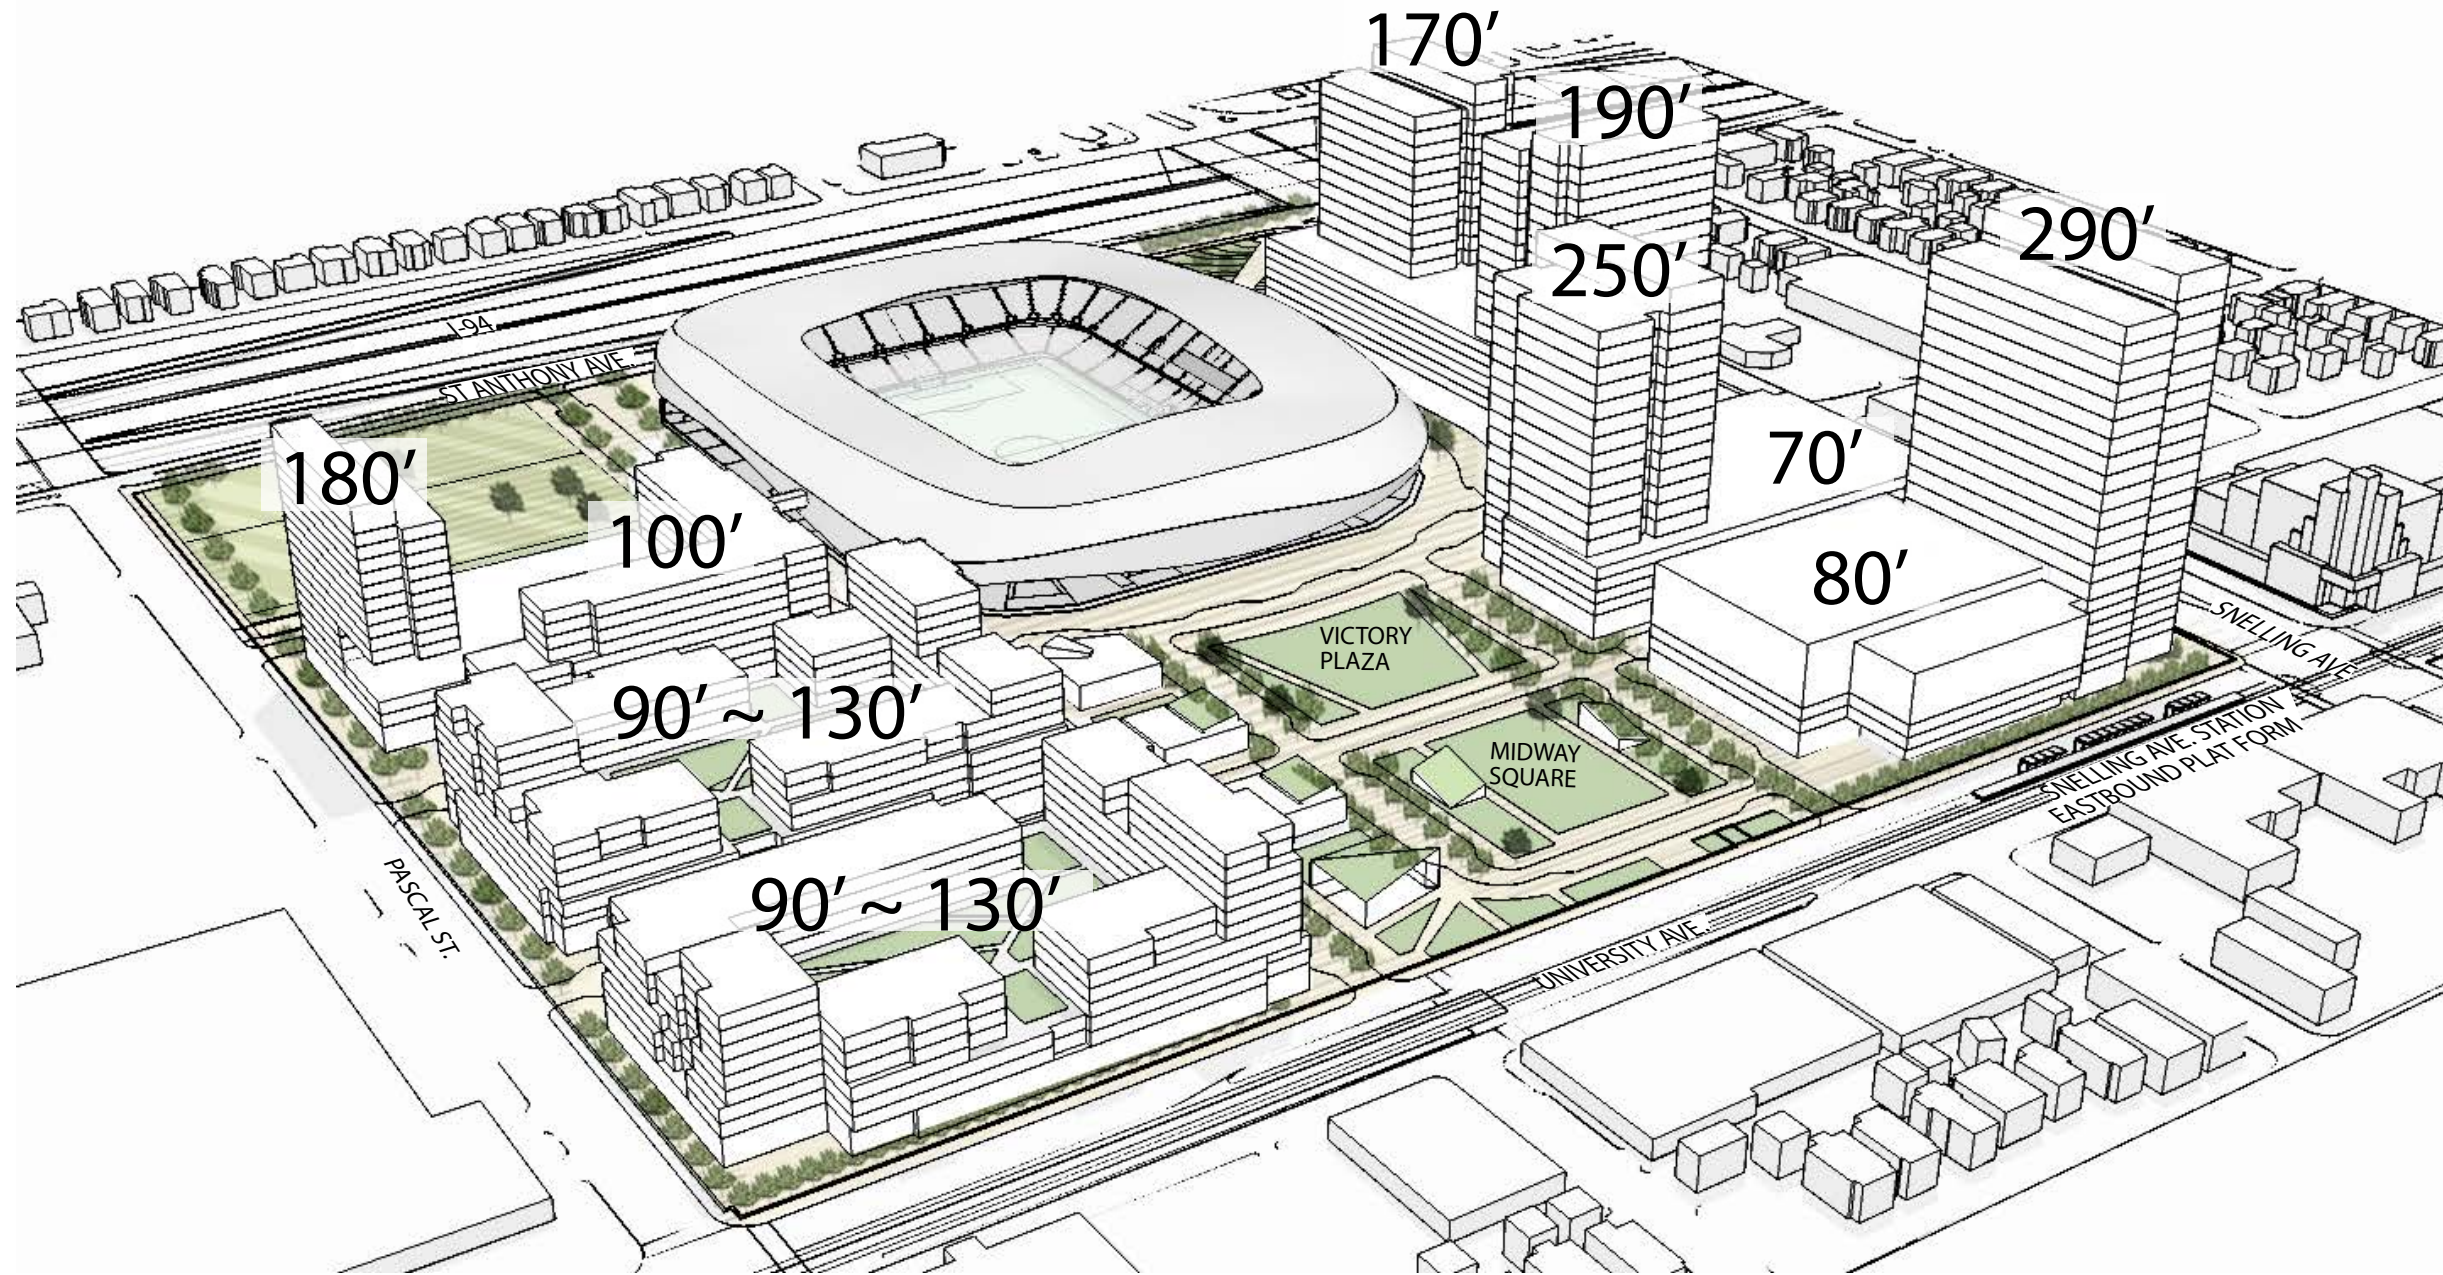 170′
190′
290′
250′
I-94
ST ANTHONY AVE
180′
70′
100′
80′
SNELLING AVE
VICTORY
PLAZA
90′ ~ 130′
MIDWAY
SQUARE
SNELLING AVE. STATION
EASTBOUND PLAT FORM
90′ ~ 130′
PASCAL ST.
UNIVERSITY AVE.